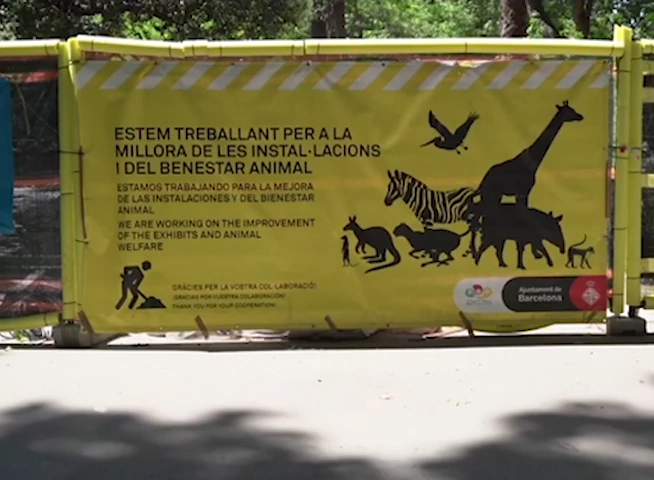 ESTEM TREBALLANT PER A LA
MILLORA DE LES INSTAL·LACIONS
I DEL BENESTAR ANIMAL
ESTAMOS TRABAJANDO PARA LA MEJORA
DE LAS INSTALACIONES Y DEL BIENESTAR
ANIMAL
WE ARE WORKING ON THE IMPROVEMENT
OF THE EXHIBITS AND ANIMAL
WELFARE
GRÀCIES PER LA VOSTRA COL·LABORACIÓ!
¡GRACIAS POR VUESTRA COLABORACIÓN!
THANK YOU FOR YOUR COOPERATION!
Ajuntament de
Barcelona